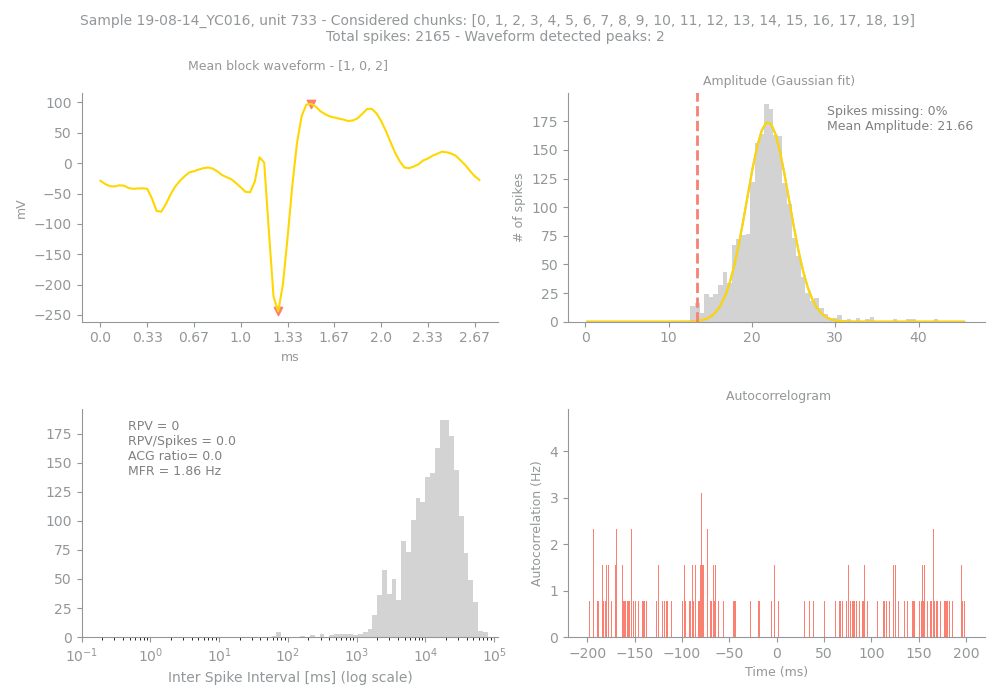 Sample 19-08-14_YC016, unit 733 - Considered chunks: [0, 1, 2, 3, 4, 5, 6, 7, 8, 9, 10, 11, 12, 13, 14, 15, 16, 17, 18, 19]
Total spikes: 2165 - Waveform detected peaks: 2
Mean block waveform - [1, 0, 2]
100
50
0
−50
−100
−150
−200
−250
mV
0.0 0.33 0.67 1.0 1.33 1.67 2.0 2.33 2.67
ms
Amplitude (Gaussian fit)
Spikes missing: 0%
Mean Amplitude: 21.66
175
150
125
100
75
50
25
0
# of spikes
0 10 20 30 40
RPV = 0
RPV/Spikes = 0.0
ACG ratio= 0.0
MFR = 1.86 Hz
175
150
125
100
75
50
25
0
10⁻¹ 10⁰ 10¹ 10² 10³ 10⁴ 10⁵
Inter Spike Interval [ms] (log scale)
Autocorrelogram
4
3
2
1
0
Autocorrelation (Hz)
−200 −150 −100 −50 0 50 100 150 200
Time (ms)